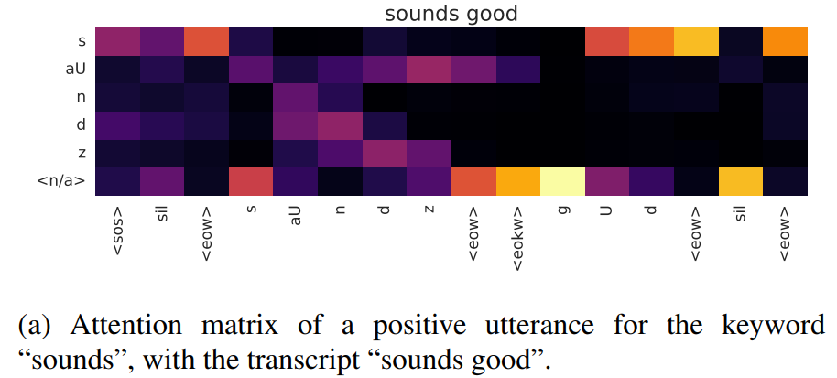 sounds good
s
aU
n
d
z
<n/a>
<sos> sil <eow> s aU n d z <eow> <eokw> g U d <eow> sil <eow>
(a) Attention matrix of a positive utterance for the keyword
“sounds”, with the transcript “sounds good”.